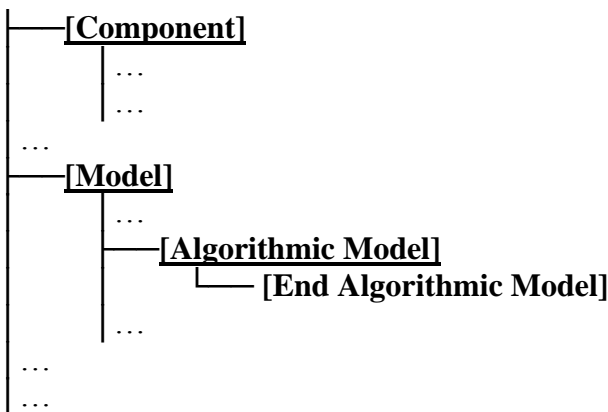 [Component]
…
…
…
[Model]
…
[Algorithmic Model]
[End Algorithmic Model]
…
…
…